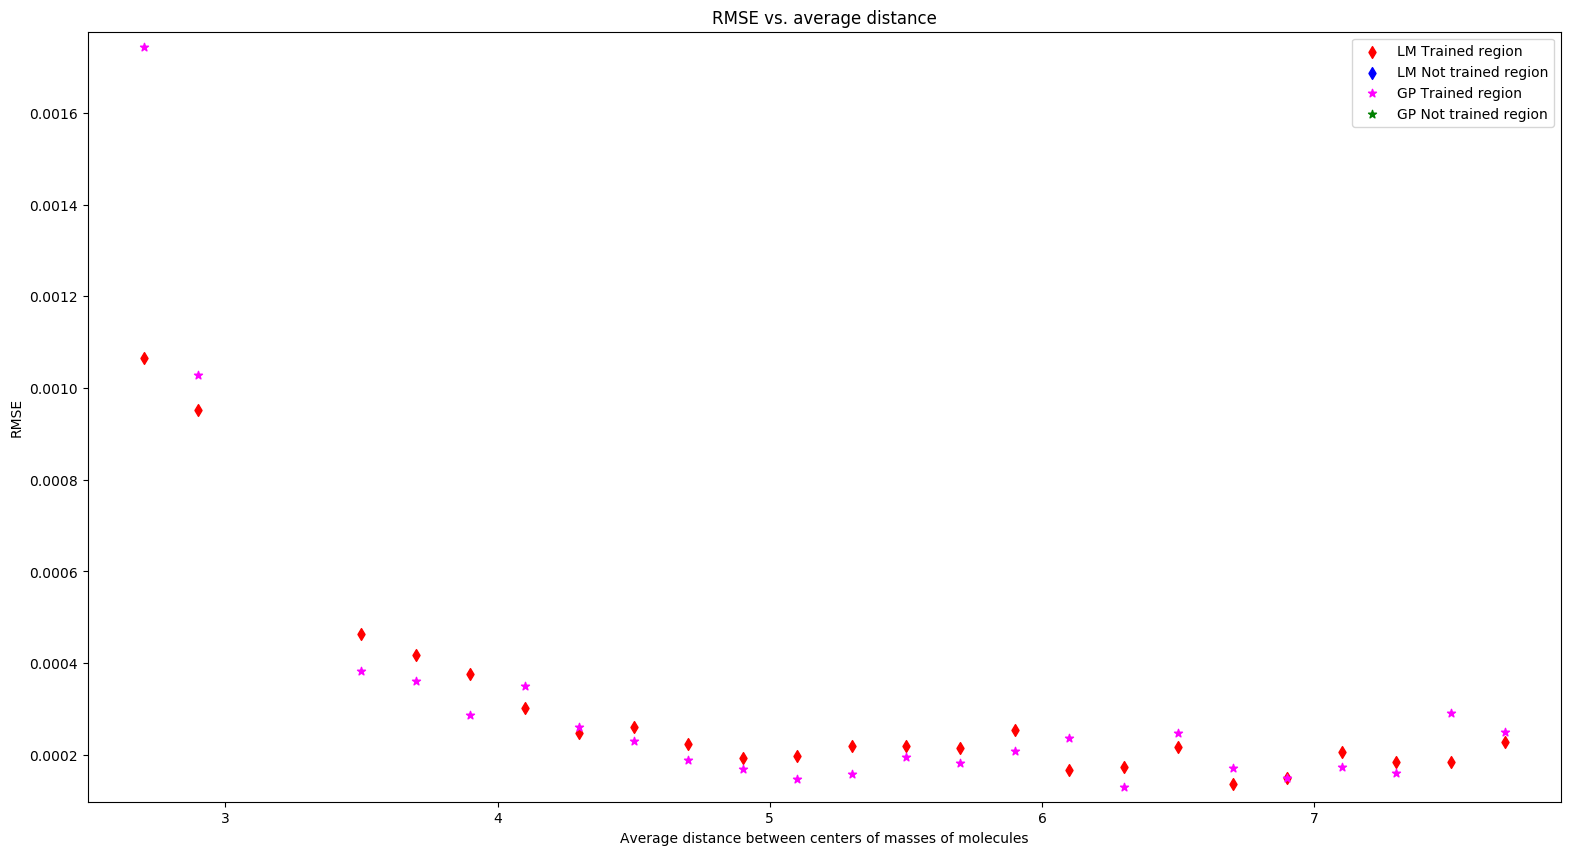 RMSE vs. average distance
LM Trained region
LM Not trained region
GP Trained region
GP Not trained region
0.0016
0.0014
0.0012
0.0010
0.0008
0.0006
0.0004
0.0002
RMSE
3 4 5 6 7
Average distance between centers of masses of molecules